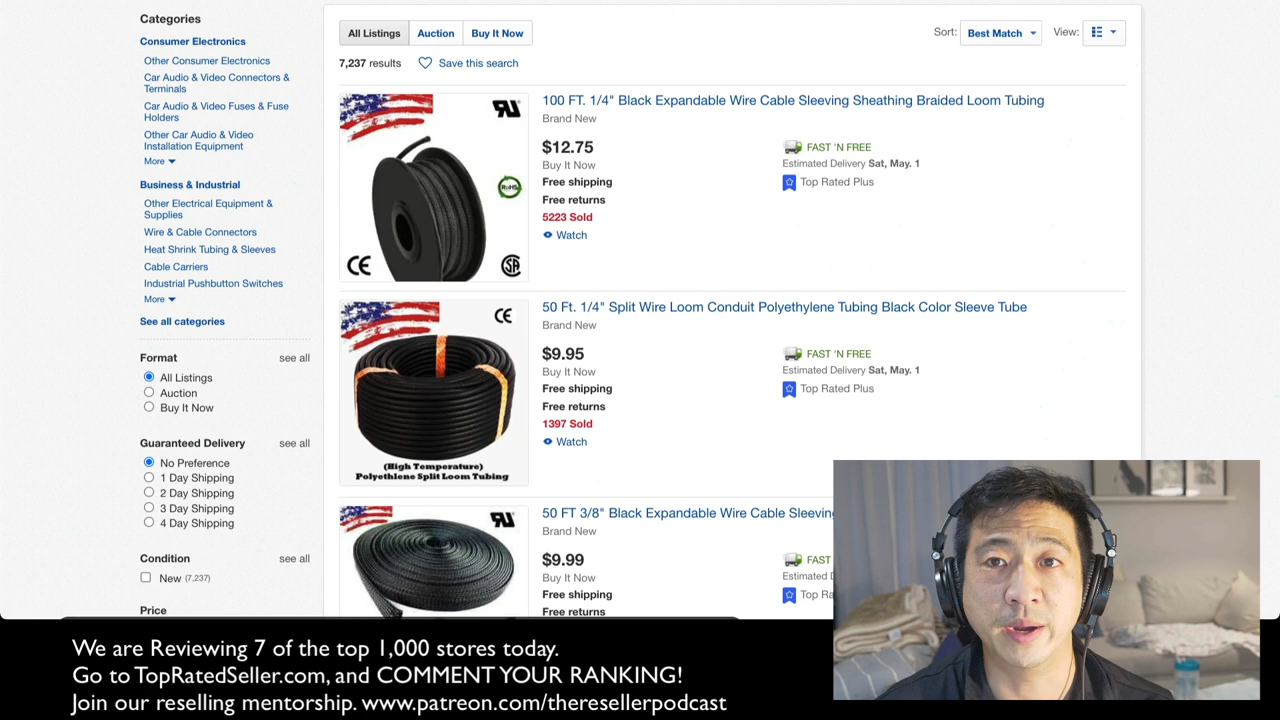 Categories
Consumer Electronics
Other Consumer Electronics
Car Audio & Video Connectors &
Terminals
Car Audio & Video Fuses & Fuse
Holders
Other Car Audio & Video
Installation Equipment
More
Business & Industrial
Other Electrical Equipment &
Supplies
Wire & Cable Connectors
Heat Shrink Tubing & Sleeves
Cable Carriers
Industrial Pushbutton Switches
More
See all categories
Format see all
All Listings
Auction
Buy It Now
Guaranteed Delivery see all
No Preference
1 Day Shipping
2 Day Shipping
3 Day Shipping
4 Day Shipping
Condition see all
New (7,237)
Price
All Listings Auction Buy It Now
Sort: Best Match View:
7,237 results Save this search
100 FT. 1/4" Black Expandable Wire Cable Sleeving Sheathing Braided Loom Tubing
Brand New
$12.75
Buy It Now
Free shipping
Free returns
5223 Sold
Watch
FAST 'N FREE
Estimated Delivery Sat, May. 1
Top Rated Plus
RoHS
CE
50 Ft. 1/4" Split Wire Loom Conduit Polyethylene Tubing Black Color Sleeve Tube
Brand New
$9.95
Buy It Now
Free shipping
Free returns
1397 Sold
Watch
FAST 'N FREE
Estimated Delivery Sat, May. 1
Top Rated Plus
CE
(High Temperature)
Polyethlene Split Loom Tubing
50 FT 3/8" Black Expandable Wire Cable Sleeving
Brand New
$9.99
Buy It Now
Free shipping
Free returns
FAST
Estimated
Top Ra
We are Reviewing 7 of the top 1,000 stores today.
Go to TopRatedSeller.com, and COMMENT YOUR RANKING!
Join our reselling mentorship. www.patreon.com/theresellerpodcast